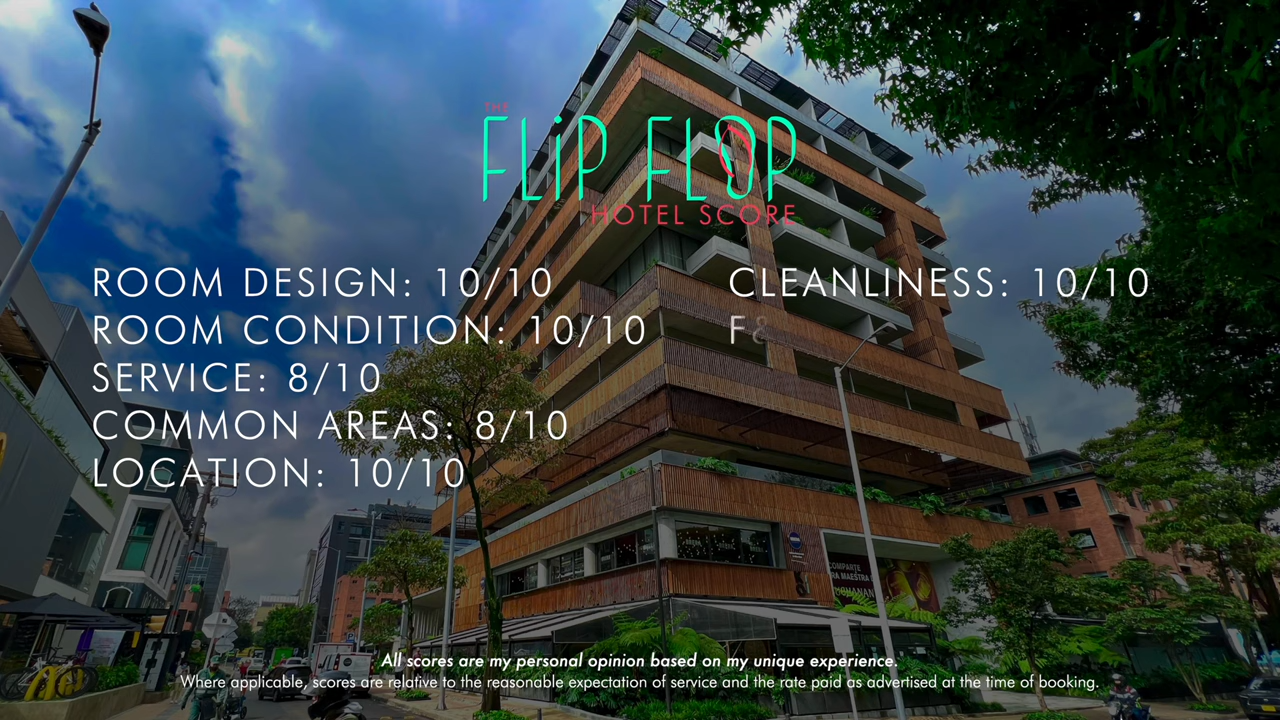 THE
FLiP FLOP
HOTEL SCORE
ROOM DESIGN: 10/10
ROOM CONDITION: 10/10
SERVICE: 8/10
COMMON AREAS: 8/10
LOCATION: 10/10
CLEANLINESS: 10/10
F&
COMPARTE
MAESTRA
All scores are my personal opinion based on my unique experience.
Where applicable, scores are relative to the reasonable expectation of service and the rate paid as advertised at the time of booking.